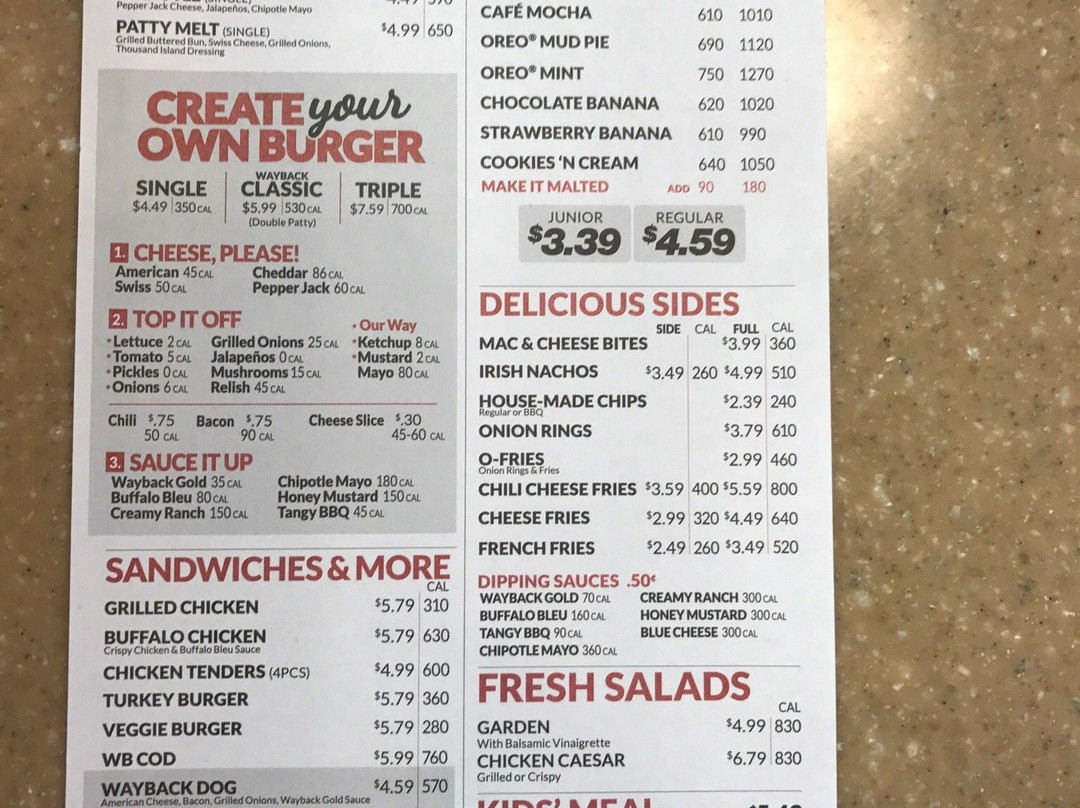 Pepper Jack Cheese, Jalapeños, Chipotle Mayo
PATTY MELT (SINGLE) $4.99 650
Grilled Buttered Bun, Swiss Cheese, Grilled Onions,
Thousand Island Dressing
CREATE your
OWN BURGER
SINGLE
$4.49 350 CAL
WAYBACK
CLASSIC
$5.99 530 CAL
(Double Patty)
TRIPLE
$7.59 700 CAL
1. CHEESE, PLEASE!
American 45 CAL Cheddar 86 CAL
Swiss 50 CAL Pepper Jack 60 CAL
2. TOP IT OFF
• Our Way
• Lettuce 2 CAL Grilled Onions 25 CAL • Ketchup 8 CAL
• Tomato 5 CAL Jalapeños 0 CAL • Mustard 2 CAL
• Pickles 0 CAL Mushrooms 15 CAL Mayo 80 CAL
• Onions 6 CAL Relish 45 CAL
Chili $.75 Bacon $.75 Cheese Slice $.30
50 CAL 90 CAL 45-60 CAL
3. SAUCE IT UP
Wayback Gold 35 CAL Chipotle Mayo 180 CAL
Buffalo Bleu 80 CAL Honey Mustard 150 CAL
Creamy Ranch 150 CAL Tangy BBQ 45 CAL
SANDWICHES & MORE
CAL
GRILLED CHICKEN $5.79 310
BUFFALO CHICKEN $5.79 630
Crispy Chicken & Buffalo Bleu Sauce
CHICKEN TENDERS (4PCS) $4.99 600
TURKEY BURGER $5.79 360
VEGGIE BURGER $5.79 280
WB COD $5.99 760
WAYBACK DOG $4.59 570
American Cheese, Bacon, Grilled Onions, Wayback Gold Sauce
CAFÉ MOCHA 610 1010
OREO® MUD PIE 690 1120
OREO® MINT 750 1270
CHOCOLATE BANANA 620 1020
STRAWBERRY BANANA 610 990
COOKIES 'N CREAM 640 1050
MAKE IT MALTED ADD 90 180
JUNIOR
$3.39
REGULAR
$4.59
DELICIOUS SIDES
SIDE CAL FULL CAL
MAC & CHEESE BITES $3.99 360
IRISH NACHOS $3.49 260 $4.99 510
HOUSE-MADE CHIPS $2.39 240
Regular or BBQ
ONION RINGS $3.79 610
O-FRIES $2.99 460
Onion Rings & Fries
CHILI CHEESE FRIES $3.59 400 $5.59 800
CHEESE FRIES $2.99 320 $4.49 640
FRENCH FRIES $2.49 260 $3.49 520
DIPPING SAUCES .50¢
WAYBACK GOLD 70 CAL CREAMY RANCH 300 CAL
BUFFALO BLEU 160 CAL HONEY MUSTARD 300 CAL
TANGY BBQ 90 CAL BLUE CHEESE 300 CAL
CHIPOTLE MAYO 360 CAL
FRESH SALADS
CAL
GARDEN $4.99 830
With Balsamic Vinaigrette
CHICKEN CAESAR $6.79 830
Grilled or Crispy
KIDS' MEAL